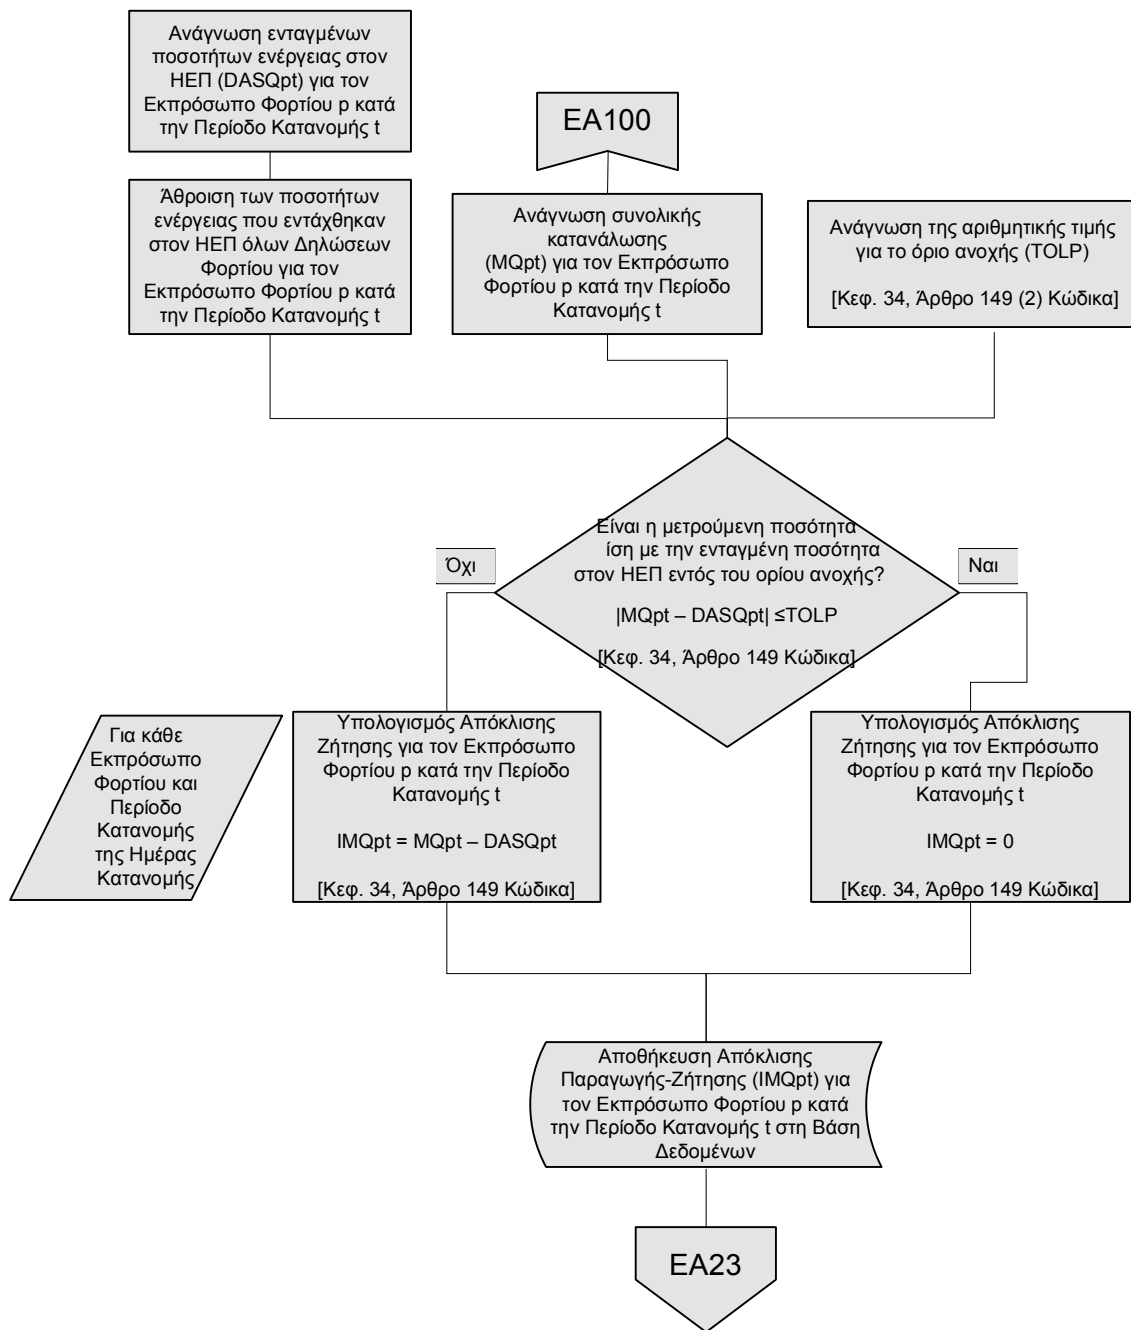 Ανάγνωση ενταγμένων
ποσοτήτων ενέργειας στον
ΗΕΠ (DASQpt) για τον
Εκπρόσωπο Φορτίου p κατά
την Περίοδο Κατανομής t
Άθροιση των ποσοτήτων
ενέργειας που εντάχθηκαν
στον ΗΕΠ όλων Δηλώσεων
Φορτίου για τον
Εκπρόσωπο Φορτίου p κατά
την Περίοδο Κατανομής t
ΕΑ100
Ανάγνωση συνολικής
κατανάλωσης
(MQpt) για τον Εκπρόσωπο
Φορτίου p κατά την Περίοδο
Κατανομής t
Ανάγνωση της αριθμητικής τιμής
για το όριο ανοχής (TOLP)
[Κεφ. 34, Άρθρο 149 (2) Κώδικα]
Είναι η μετρούμενη ποσότητα
ίση με την ενταγμένη ποσότητα
στον ΗΕΠ εντός του ορίου ανοχής?
|MQpt – DASQpt| ≤TOLP
[Κεφ. 34, Άρθρο 149 Κώδικα]
Όχι
Ναι
Για κάθε
Εκπρόσωπο
Φορτίου και
Περίοδο
Κατανομής
της Ημέρας
Κατανομής
Υπολογισμός Απόκλισης
Ζήτησης για τον Εκπρόσωπο
Φορτίου p κατά την Περίοδο
Κατανομής t
IMQpt = MQpt – DASQpt
[Κεφ. 34, Άρθρο 149 Κώδικα]
Υπολογισμός Απόκλισης
Ζήτησης για τον Εκπρόσωπο
Φορτίου p κατά την Περίοδο
Κατανομής t
IMQpt = 0
[Κεφ. 34, Άρθρο 149 Κώδικα]
Αποθήκευση Απόκλισης
Παραγωγής-Ζήτησης (IMQpt) για
τον Εκπρόσωπο Φορτίου p κατά
την Περίοδο Κατανομής t στη Βάση
Δεδομένων
ΕΑ23